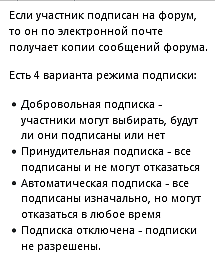 Если участник подписан на форум,
то он по электронной почте
получает копии сообщений форума.
Есть 4 варианта режима подписки:
• Добровольная подписка -
участники могут выбирать, будут
ли они подписаны или нет
• Принудительная подписка - все
подписаны и не могут отказаться
• Автоматическая подписка - все
подписаны изначально, но могут
отказаться в любое время
• Подписка отключена - подписки
не разрешены.